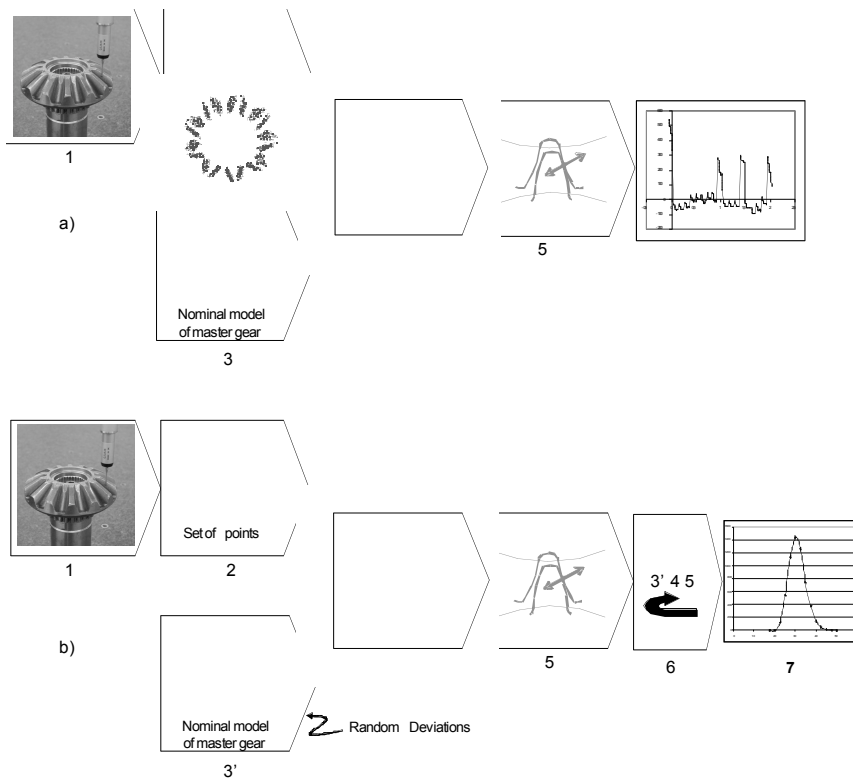 1
a)
5
Nominal model
of master gear
3
Set of points
1
2
3' 4 5
5
6
7
b)
Nominal model
of master gear
Random Deviations
3'